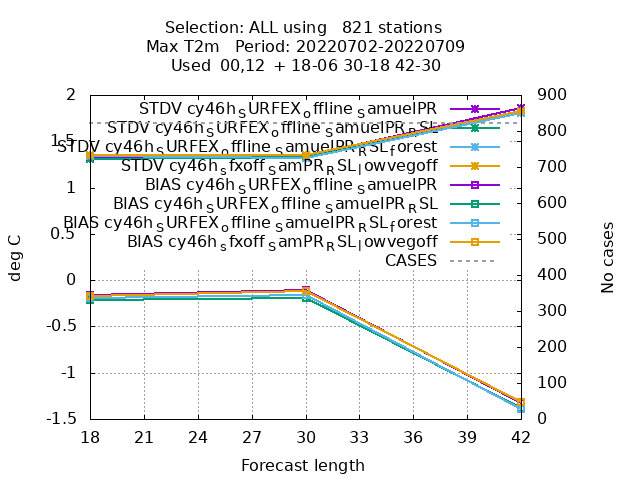 Selection: ALL using   821 stations
Max T2m   Period: 20220702-20220709
Used  00,12  + 18-06 30-18 42-30
deg C
No cases
2
1.5
1
0.5
0
-0.5
-1
-1.5
900
800
700
600
500
400
300
200
100
0
STDV cy46h_SURFEX_offline_samuelPR
STDV cy46h_SURFEX_offline_samuelPR_RSL
STDV cy46h_SURFEX_offline_samuelPR_RSL_forest
STDV cy46h_sfxoff_samPR_RSL_lowvegoff
BIAS cy46h_SURFEX_offline_samuelPR
BIAS cy46h_SURFEX_offline_samuelPR_RSL
BIAS cy46h_SURFEX_offline_samuelPR_RSL_forest
BIAS cy46h_sfxoff_samPR_RSL_lowvegoff
CASES
18 21 24 27 30 33 36 39 42
Forecast length